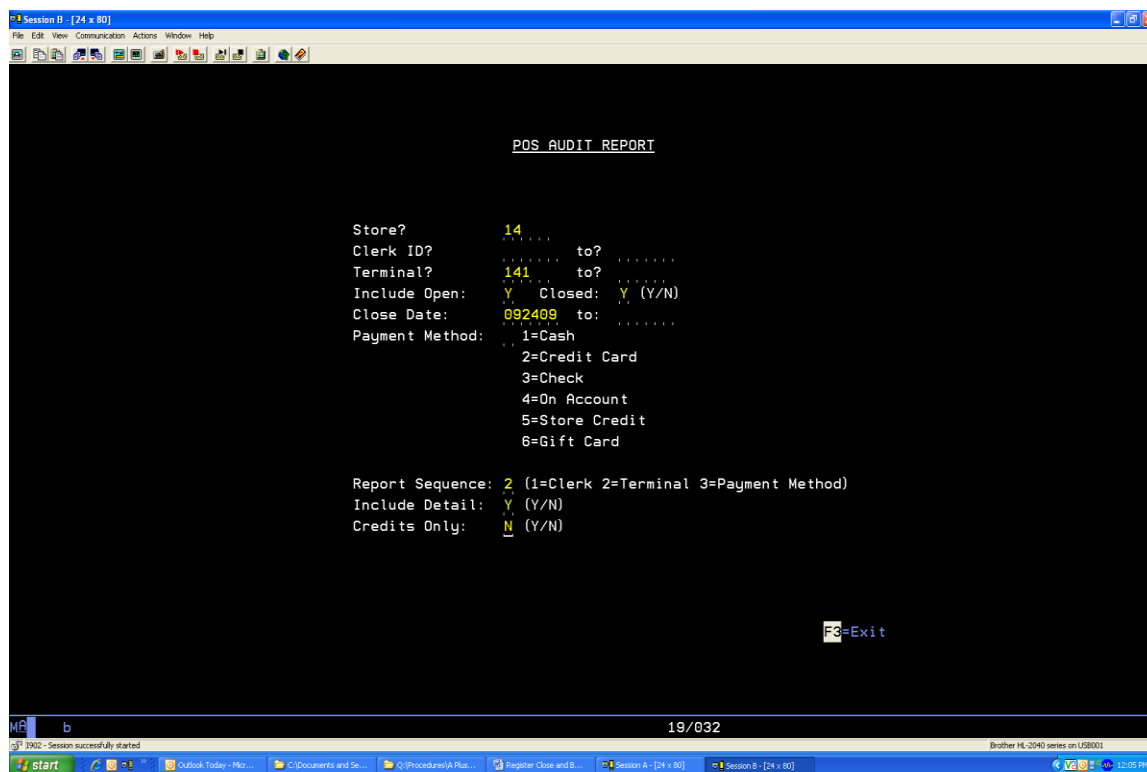 Session B - [24 x 80]
File Edit View Communication Actions Window Help
POS AUDIT REPORT
Store? 14
Clerk ID? to?
Terminal? 141 to?
Include Open: Y Closed: Y (Y/N)
Close Date: 092409 to:
Payment Method: 1=Cash
2=Credit Card
3=Check
4=On Account
5=Store Credit
6=Gift Card
Report Sequence: 2 (1=Clerk 2=Terminal 3=Payment Method)
Include Detail: Y (Y/N)
Credits Only: N (Y/N)
F3=Exit
MA b 19/032
I902 - Session successfully started Brother HL-2040 series on USB001
start Outlook Today - Micr... C:\Documents and Se... Q:\Procedures\A Plus... Register Close and B... Session A - [24 x 80] Session B - [24 x 80] 12:05 PM